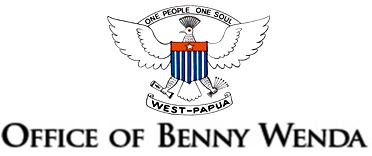 ONE PEOPLE ONE SOUL
WEST-PAPUA
OFFICE OF BENNY WENDA